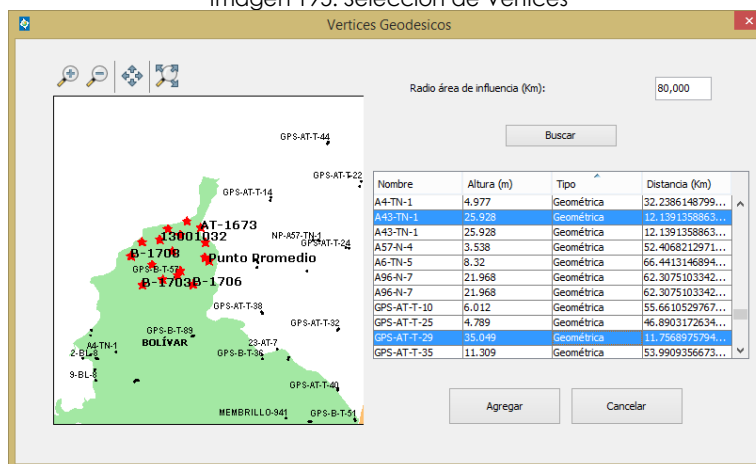 Imagen 193. Selección de Vértices
Vertices Geodesicos
Radio área de influencia (Km):
80,000
Buscar
GPS-AT-T-44
GPS-AT-T-22
GPS-AT-T-14
AT-1673
13001032
NP-A57-TN-1
GPS-AT-T-24
B-1708
Punto Promedio
GPS-B-T-57
B-1703
B-1706
GPS-AT-T-38
GPS-AT-T-32
GPS-B-T-89
BOLÍVAR
A4-TN-1
2-BL-8
23-AT-7
GPS-B-T-36
9-BL-8
GPS-AT-T-40
MEMBRILLO-941
GPS-B-T-51
Nombre Altura (m) Tipo Distancia (Km)
A4-TN-1 4.977 Geométrica 32.2386148799...
A43-TN-1 25.928 Geométrica 12.1391358863...
A43-TN-1 25.928 Geométrica 12.1391358863...
A57-N-4 3.538 Geométrica 52.4068212971...
A6-TN-5 8.32 Geométrica 66.4413146894...
A96-N-7 21.968 Geométrica 62.3075103342...
A96-N-7 21.968 Geométrica 62.3075103342...
GPS-AT-T-10 6.012 Geométrica 55.6610529767...
GPS-AT-T-25 4.789 Geométrica 46.8903172634...
GPS-AT-T-29 35.049 Geométrica 11.7568975794...
GPS-AT-T-35 11.309 Geométrica 53.9909356673...
Agregar
Cancelar